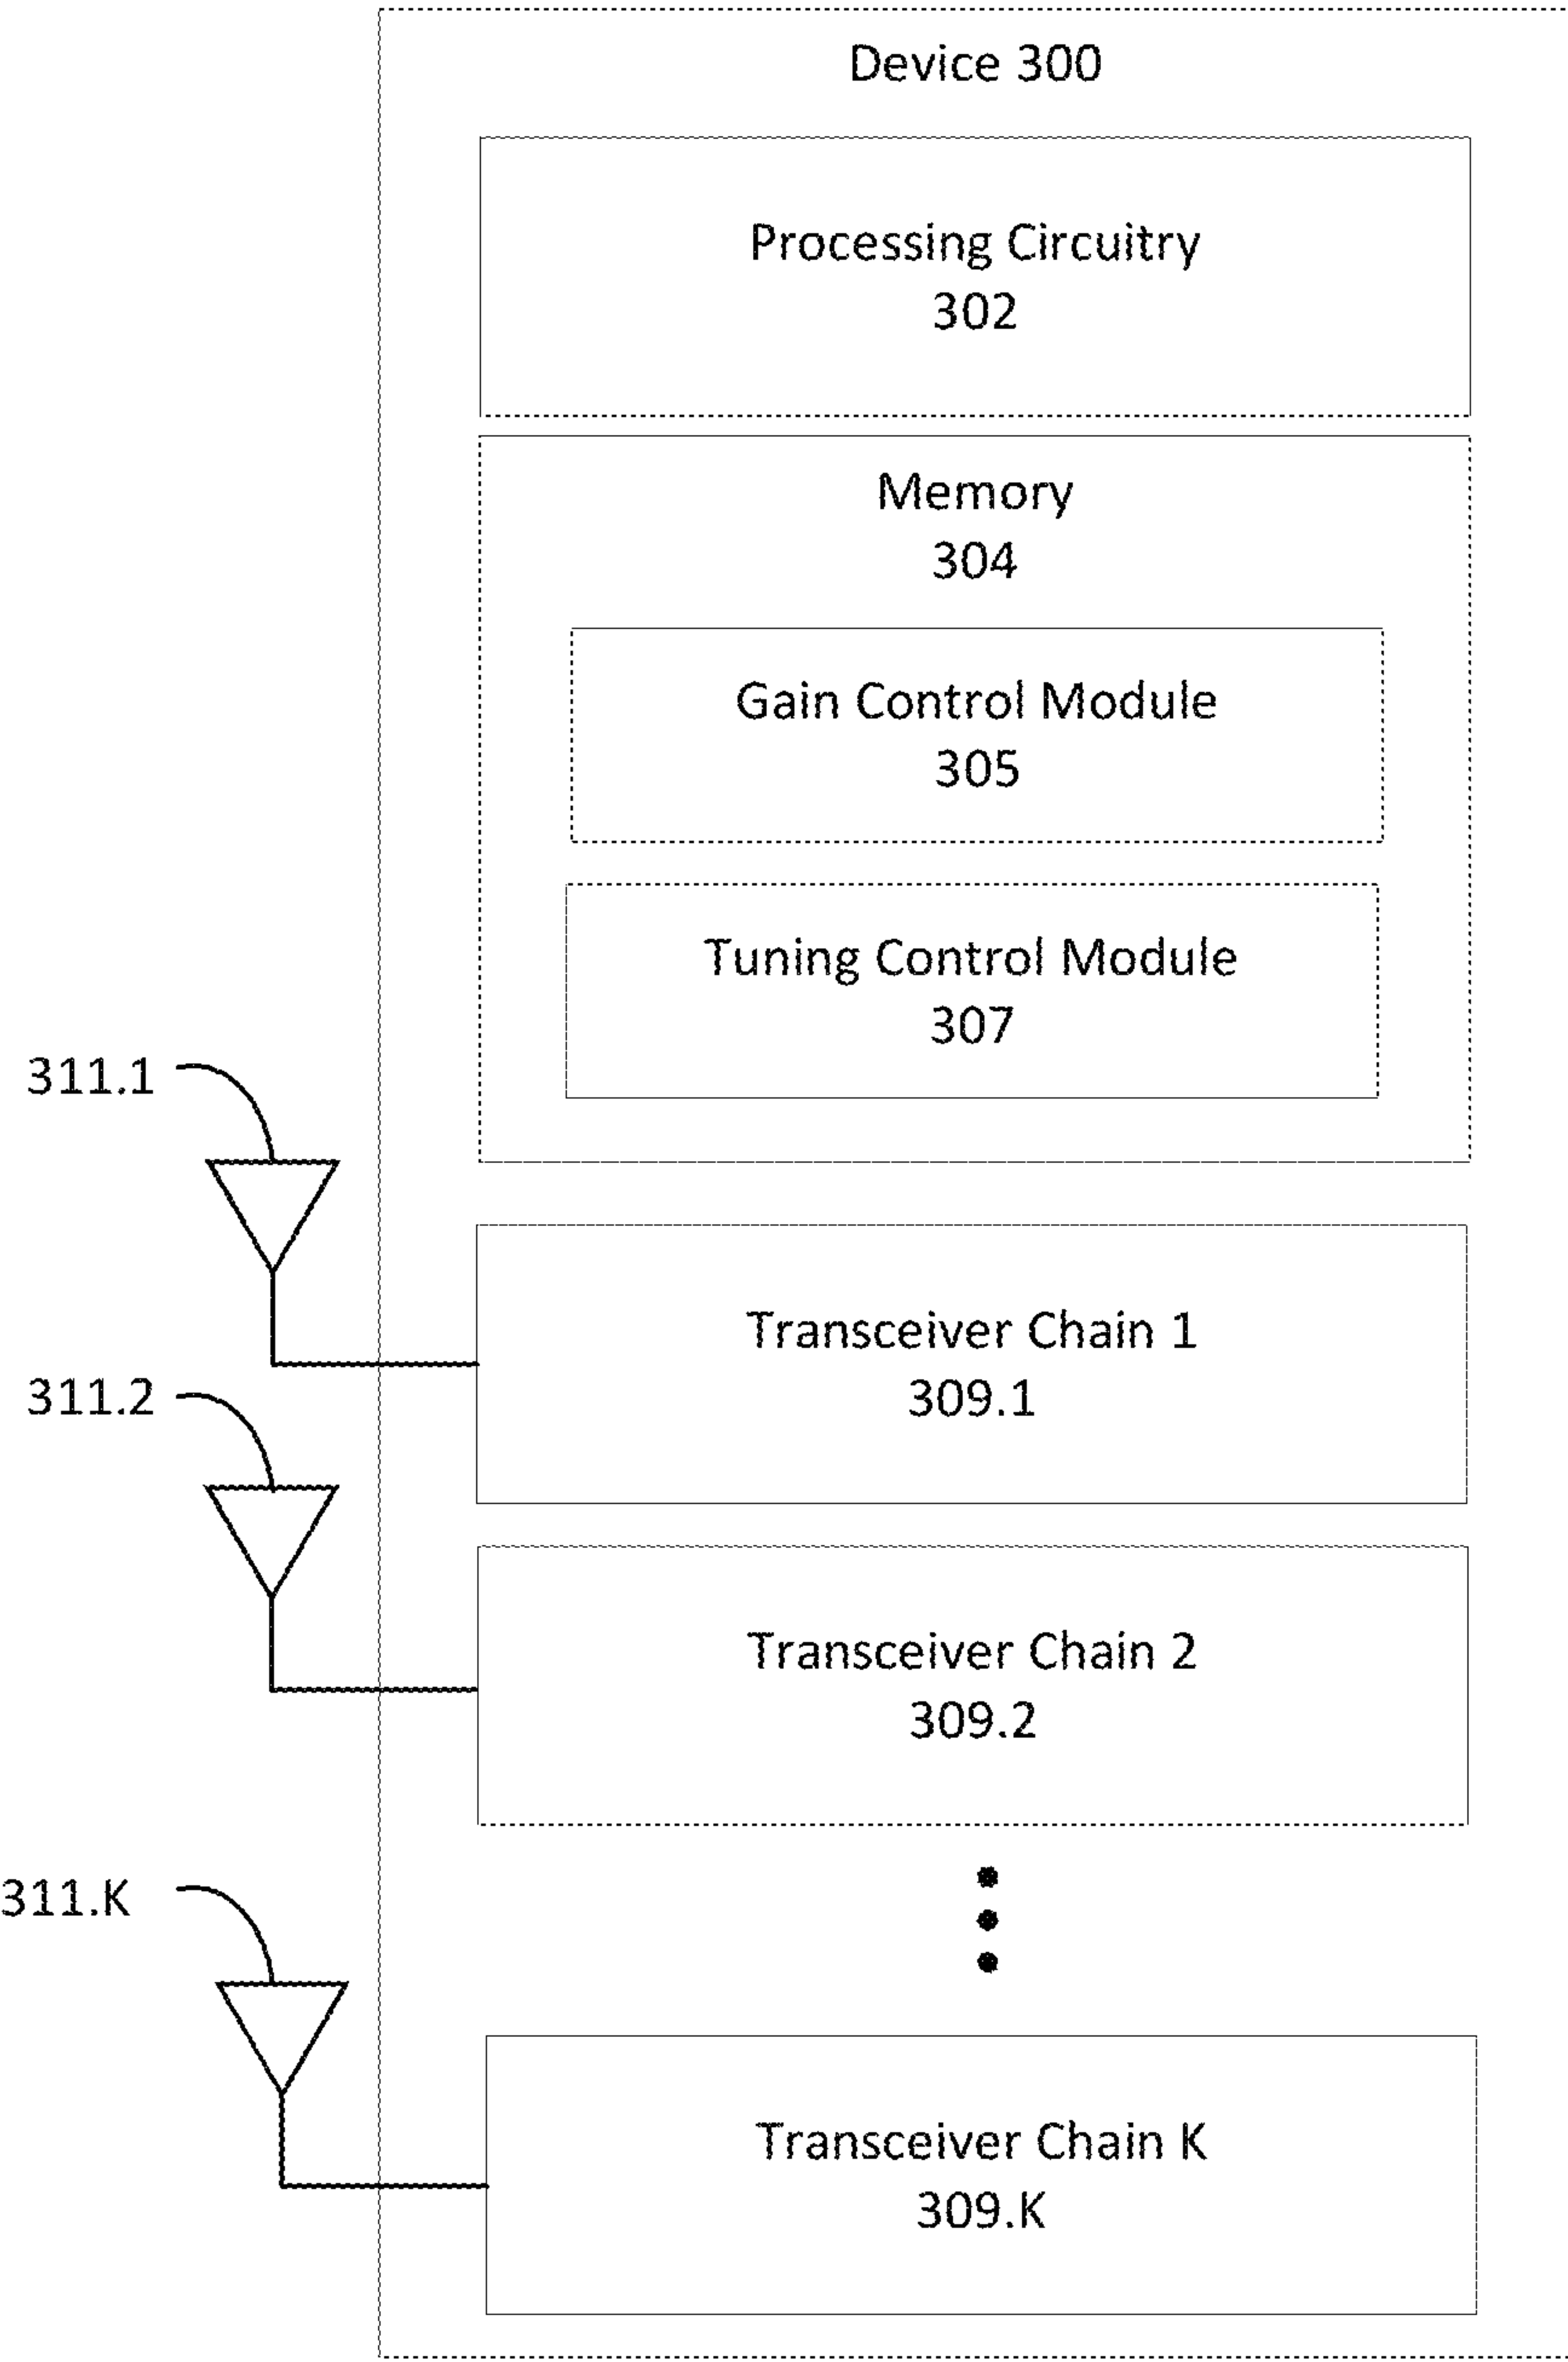 Device 300
Processing Circuitry
302
Memory
304
Gain Control Module
305
Tuning Control Module
307
311.1
Transceiver Chain 1
309.1
311.2
Transceiver Chain 2
309.2
311.K
Transceiver Chain K
309.K